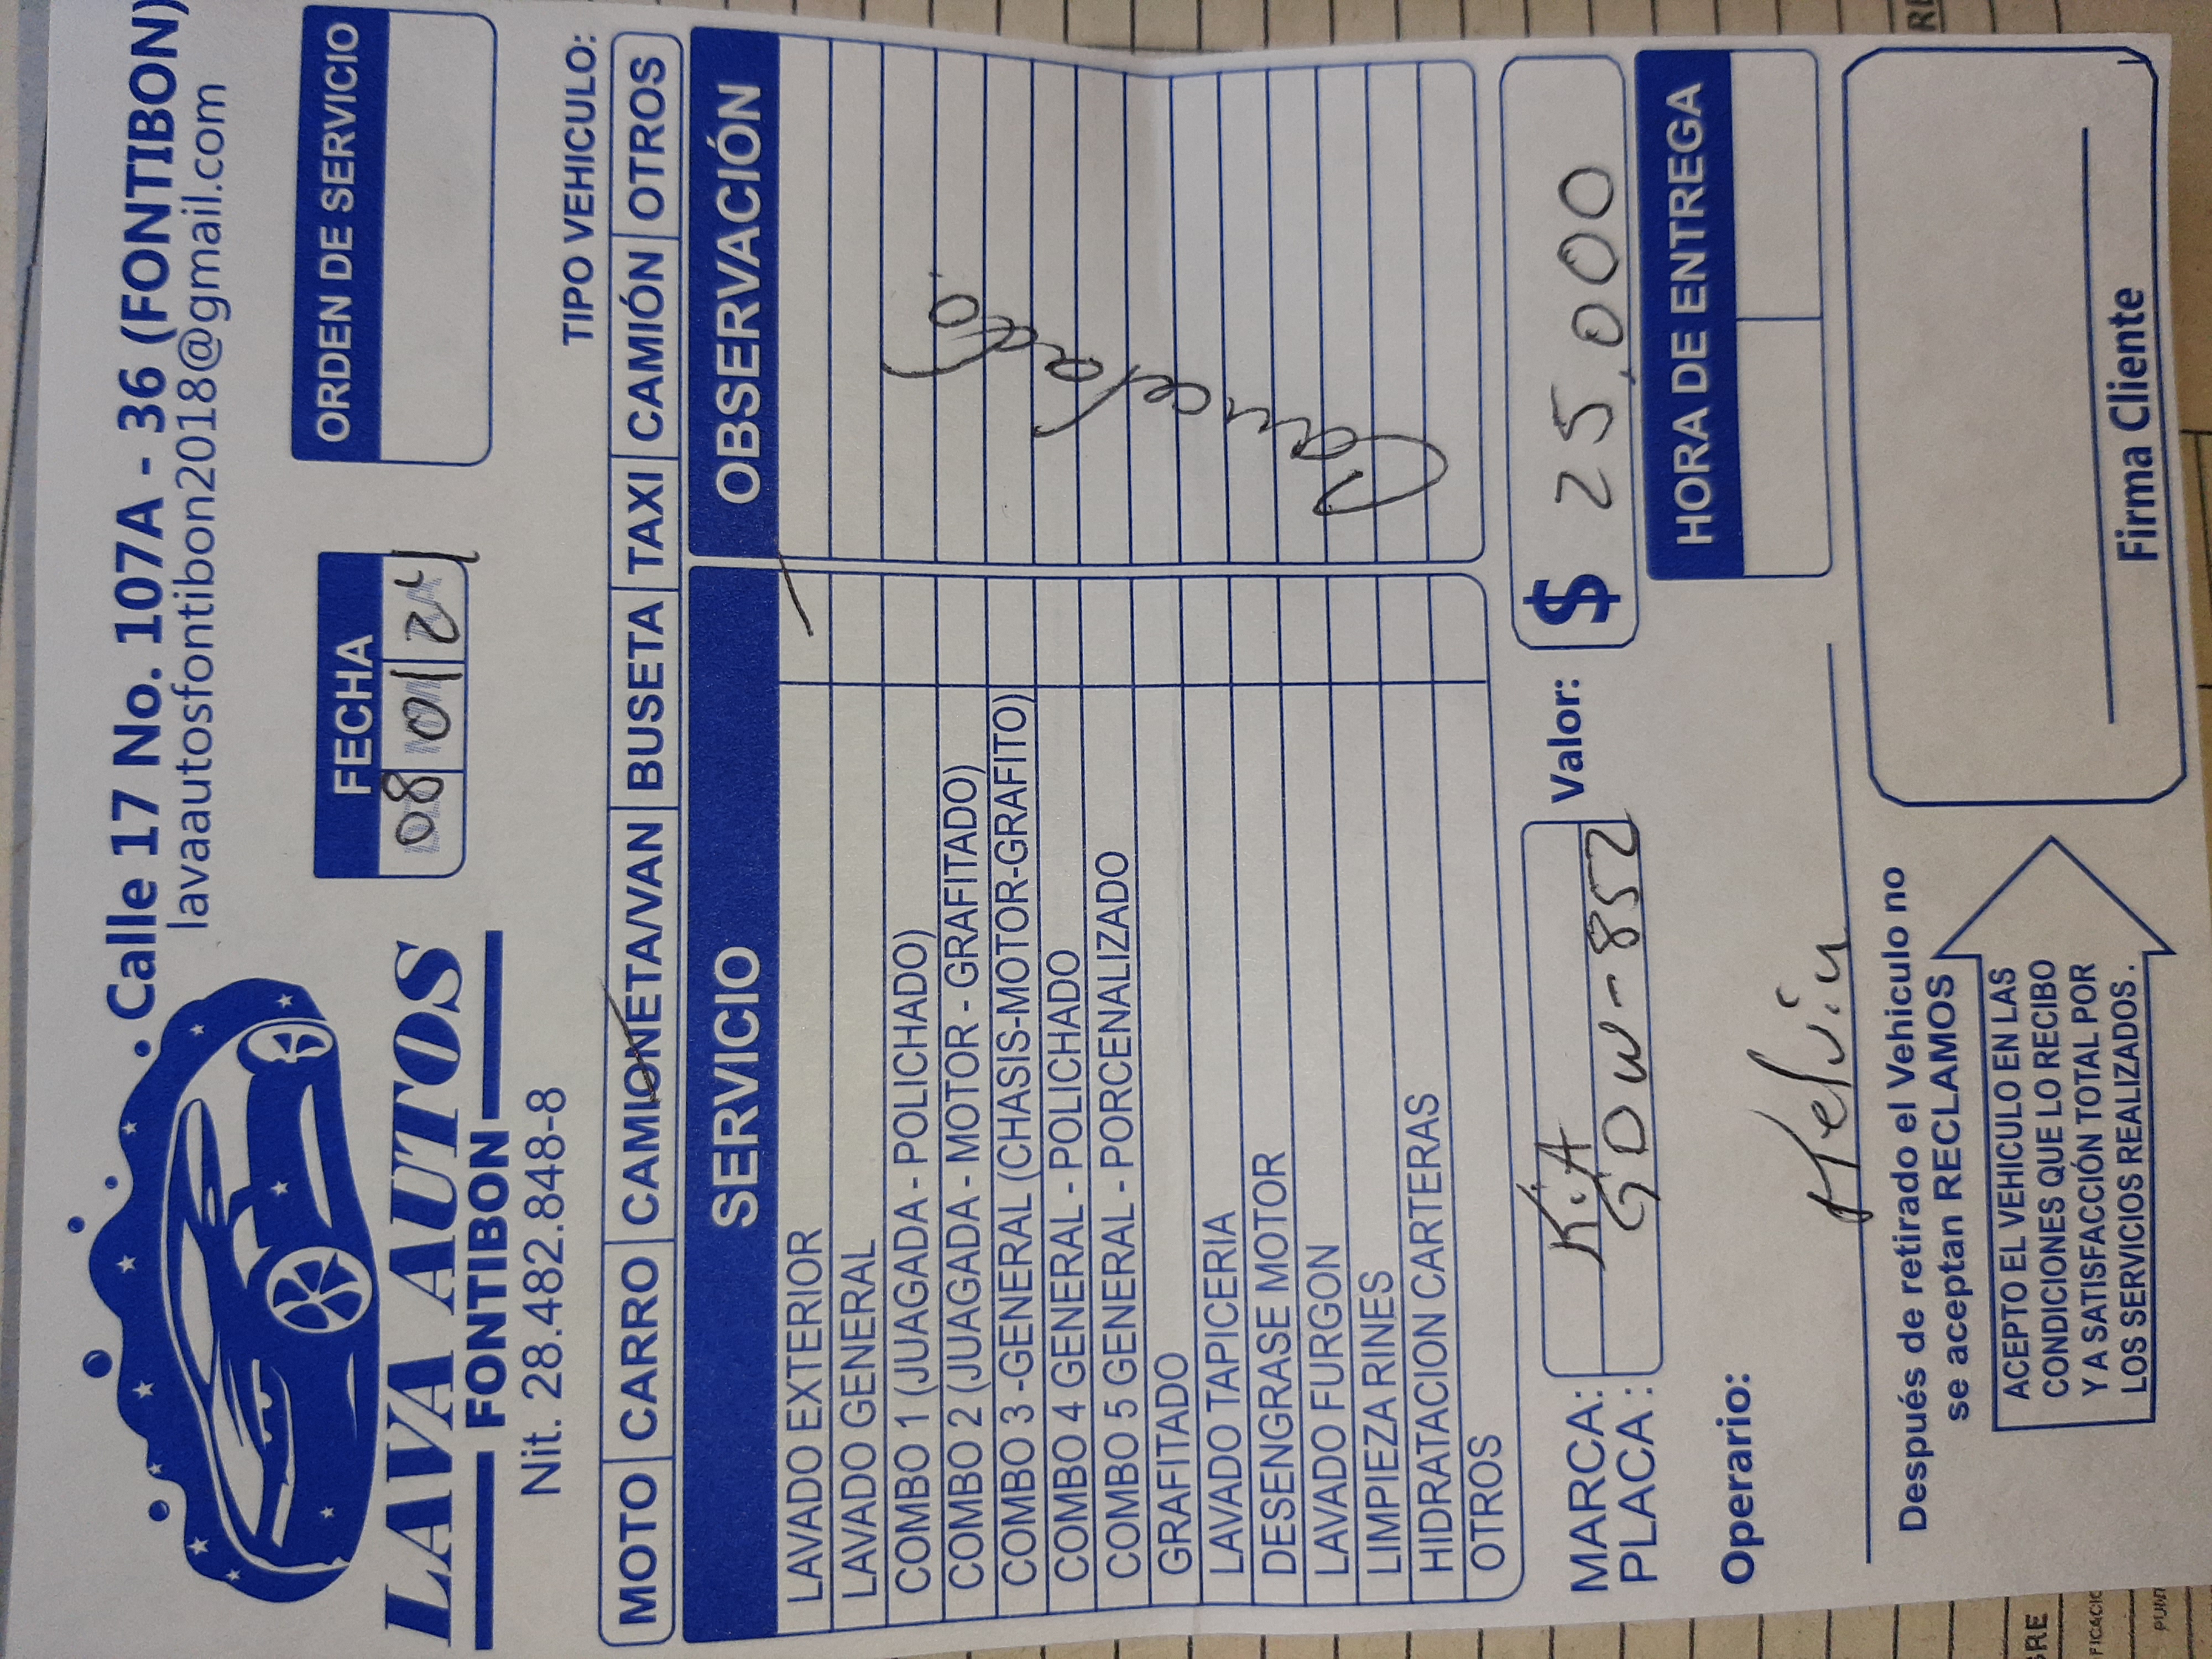 Calle 17 No. 107A - 36 (FONTIBON)
lavaautosfontibon2018@gmail.com
LAVA AUTOS
FONTIBON
Nit. 28.482.848-8
FECHA
08 01 24
ORDEN DE SERVICIO
TIPO VEHICULO:
MOTO CARRO CAMIONETA/VAN BUSETA TAXI CAMIÓN OTROS
SERVICIO OBSERVACIÓN
LAVADO EXTERIOR
LAVADO GENERAL
COMBO 1 (JUAGADA - POLICHADO)
COMBO 2 (JUAGADA - MOTOR - GRAFITADO)
COMBO 3 -GENERAL (CHASIS-MOTOR-GRAFITO)
COMBO 4 GENERAL - POLICHADO
COMBO 5 GENERAL - PORCENALIZADO
GRAFITADO
LAVADO TAPICERIA
DESENGRASE MOTOR
LAVADO FURGON
LIMPIEZA RINES
HIDRATACION CARTERAS
OTROS
Cancelado
MARCA: KIA
PLACA : GDW-852
Valor: $ 25,000
Operario: Kelvin
HORA DE ENTREGA
Después de retirado el Vehiculo no
se aceptan RECLAMOS
ACEPTO EL VEHICULO EN LAS
CONDICIONES QUE LO RECIBO
Y A SATISFACCIÓN TOTAL POR
LOS SERVICIOS REALIZADOS.
Firma Cliente